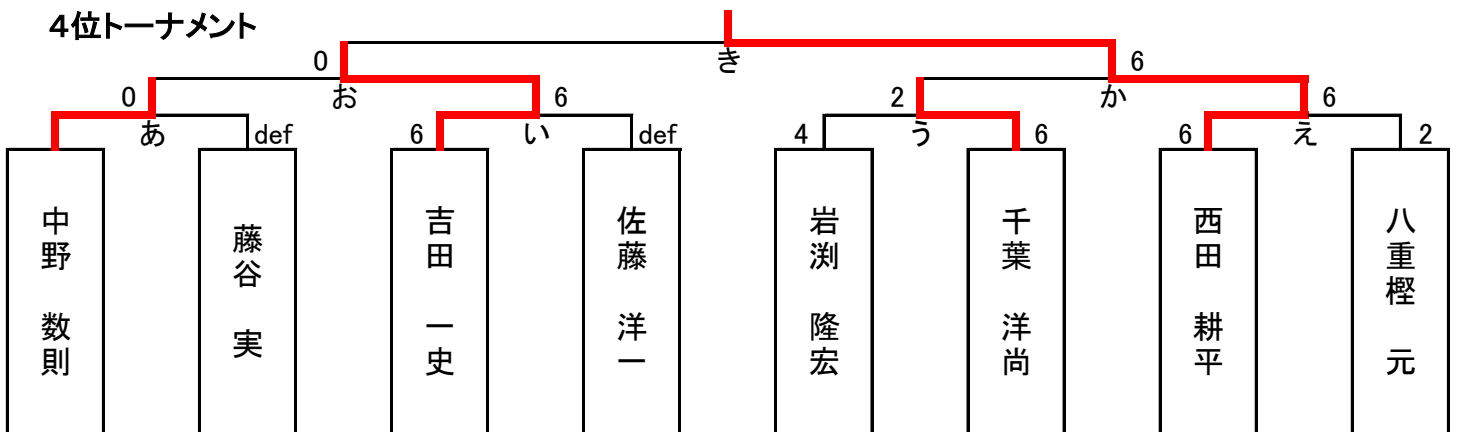 4位トーナメント
き
0 6
お か
0 6 2 6
あ い う え
def 6 def 4 6 6 2
中野 数則
藤谷 実
吉田 一史
佐藤 洋一
岩渕 隆宏
千葉 洋尚
西田 耕平
八重樫 元